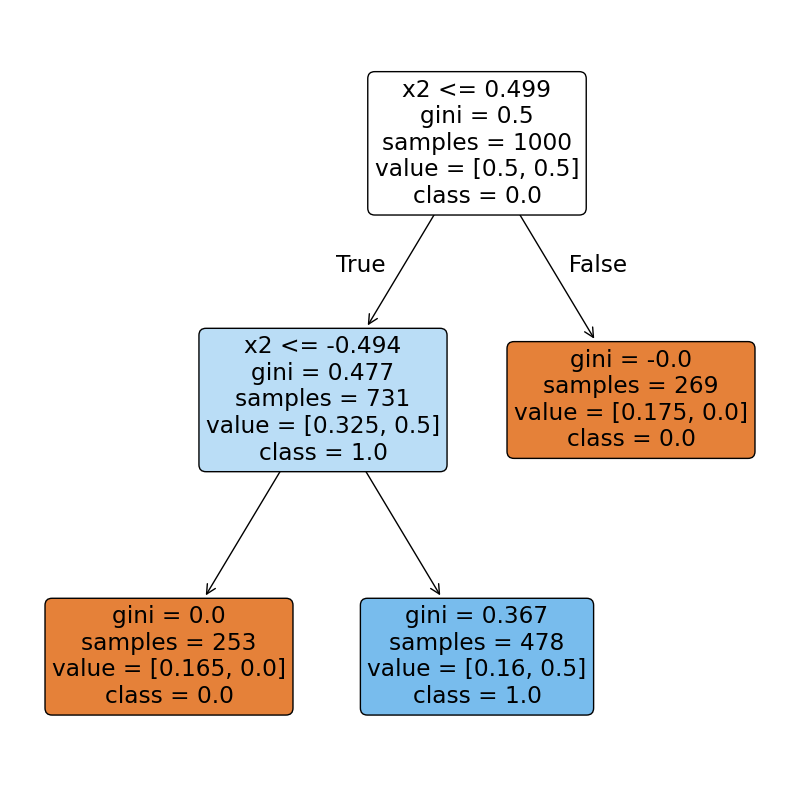 x2 <= 0.499
gini = 0.5
samples = 1000
value = [0.5, 0.5]
class = 0.0
True
False
x2 <= -0.494
gini = 0.477
samples = 731
value = [0.325, 0.5]
class = 1.0
gini = -0.0
samples = 269
value = [0.175, 0.0]
class = 0.0
gini = 0.0
samples = 253
value = [0.165, 0.0]
class = 0.0
gini = 0.367
samples = 478
value = [0.16, 0.5]
class = 1.0